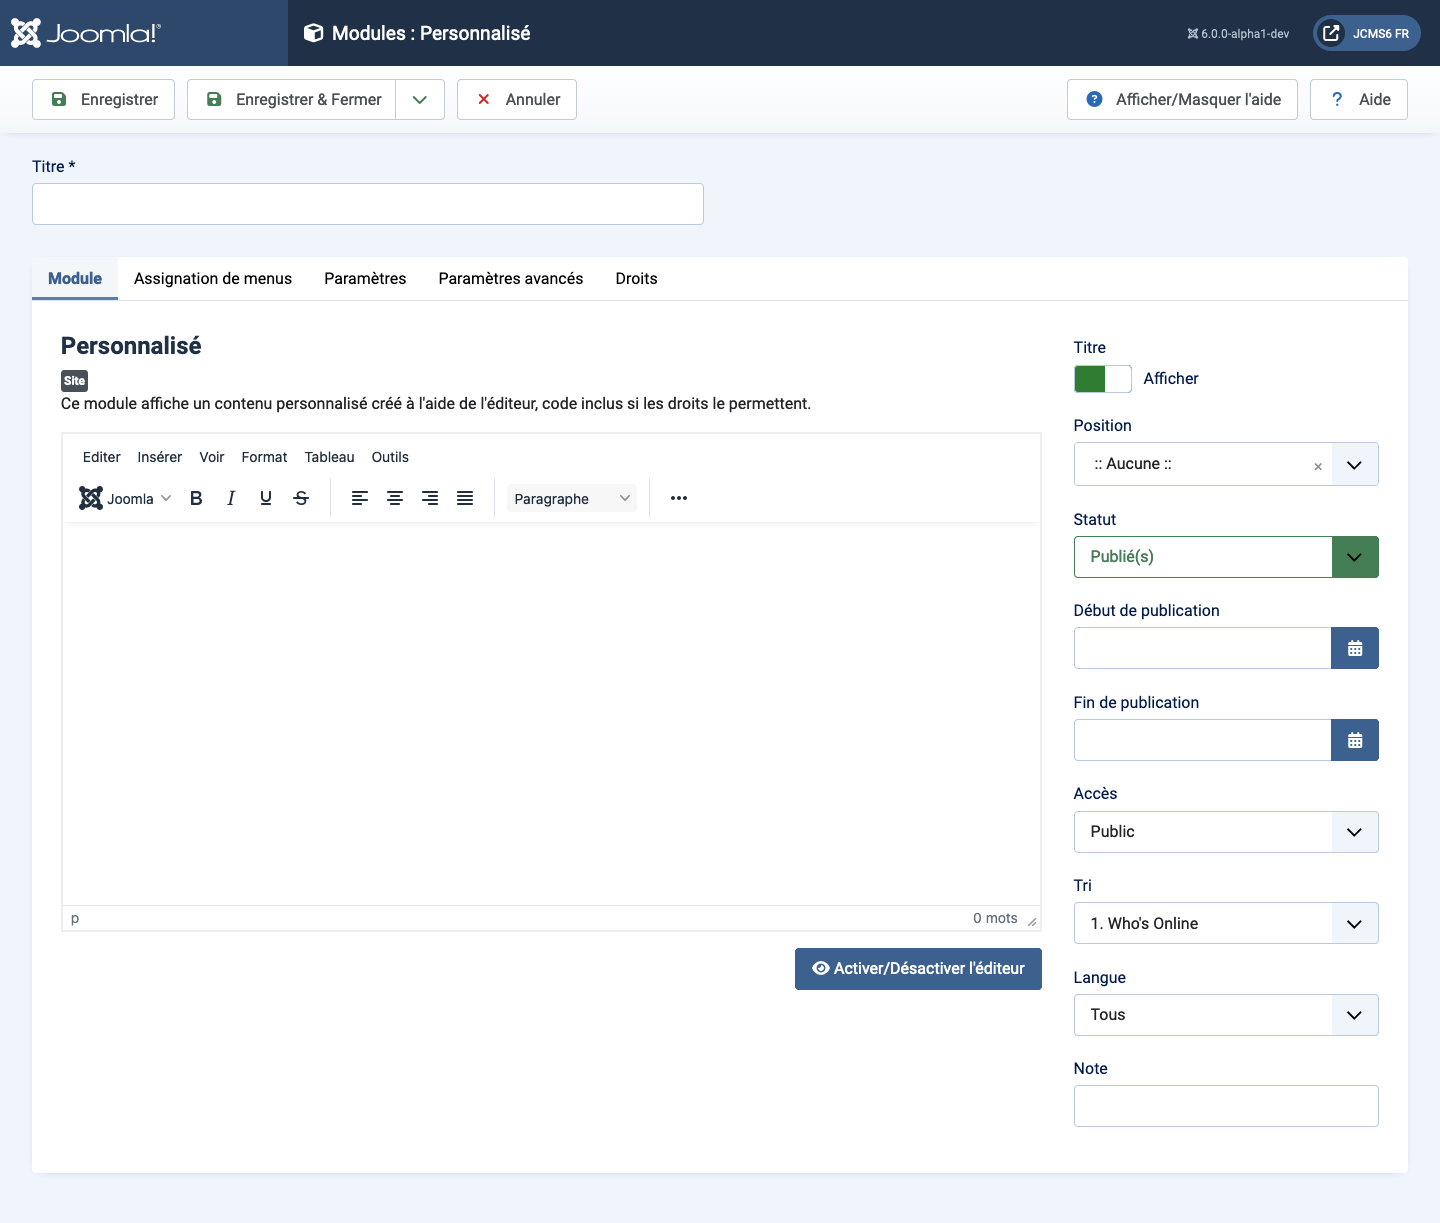 Joomla!®
Modules : Personnalisé
6.0.0-alpha1-dev
JCMS6 FR
Enregistrer
Enregistrer & Fermer
Annuler
Afficher/Masquer l'aide
? Aide
Titre *
Module
Assignation de menus
Paramètres
Paramètres avancés
Droits
Personnalisé
Site
Ce module affiche un contenu personnalisé créé à l'aide de l'éditeur, code inclus si les droits le permettent.
Editer
Insérer
Voir
Format
Tableau
Outils
Joomla
B
I
U
S
Paragraphe
p
0 mots
Activer/Désactiver l'éditeur
Titre
Afficher
Position
:: Aucune ::
×
Statut
Publié(s)
Début de publication
Fin de publication
Accès
Public
Tri
1. Who's Online
Langue
Tous
Note